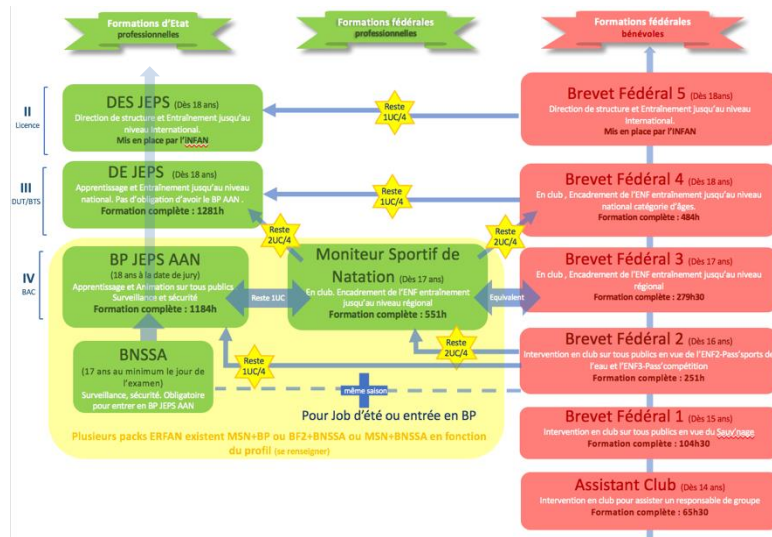 Formations d'Etat
professionnelles
Formations fédérales
professionnelles
Formations fédérales
bénévoles
II
Licence
DES JEPS (Dès 18 ans)
Direction de structure et Entraînement jusqu'au
niveau International.
Mis en place par l'INFAN
Reste
1UC/4
Brevet Fédéral 5 (Dès 18ans)
Direction de structure et Entraînement jusqu'au niveau
International.
Mis en place par l'INFAN
III
DUT/BTS
DE JEPS (Dès 18 ans)
Apprentissage et Entraînement jusqu'au niveau
national. Pas d'obligation d'avoir le BP AAN .
Formation complète : 1281h
Reste
1UC/4
Brevet Fédéral 4 (Dès 18 ans)
En club , Encadrement de l'ENF entraînement jusqu'au niveau
national catégorie d'âges.
Formation complète : 484h
Reste
2UC/4
Reste
2UC/4
IV
BAC
BP JEPS AAN
(18 ans à la date de jury)
Apprentissage et Animation sur tous publics
Surveillance et sécurité
Formation complète : 1184h
Reste 1UC
Moniteur Sportif de
Natation (Dès 17 ans)
En club. Encadrement de l'ENF entraînement
jusqu'au niveau régional
Formation complète : 551h
Equivalent
Brevet Fédéral 3 (Dès 17 ans)
En club , Encadrement de l'ENF entraînement jusqu'au niveau
régional
Formation complète : 279h30
BNSSA
(17 ans au minimum le jour de
l'examen)
Surveillance, sécurité. Obligatoire
pour entrer en BP JEPS AAN
Reste
1UC/4
Reste
2UC/4
Brevet Fédéral 2 (Dès 16 ans)
Intervention en club sur tous publics en vue de l'ENF2-Pass'sports de
l'eau et l'ENF3-Pass'compétition
Formation complète : 251h
même saison
Pour Job d'été ou entrée en BP
Plusieurs packs ERFAN existent MSN+BP ou BF2+BNSSA ou MSN+BNSSA en fonction
du profil (se renseigner)
Brevet Fédéral 1 (Dès 15 ans)
Intervention en club sur tous publics en vue du Sauv'nage
Formation complète : 104h30
Assistant Club (Dès 14 ans)
Intervention en club pour assister un responsable de groupe
Formation complète : 65h30